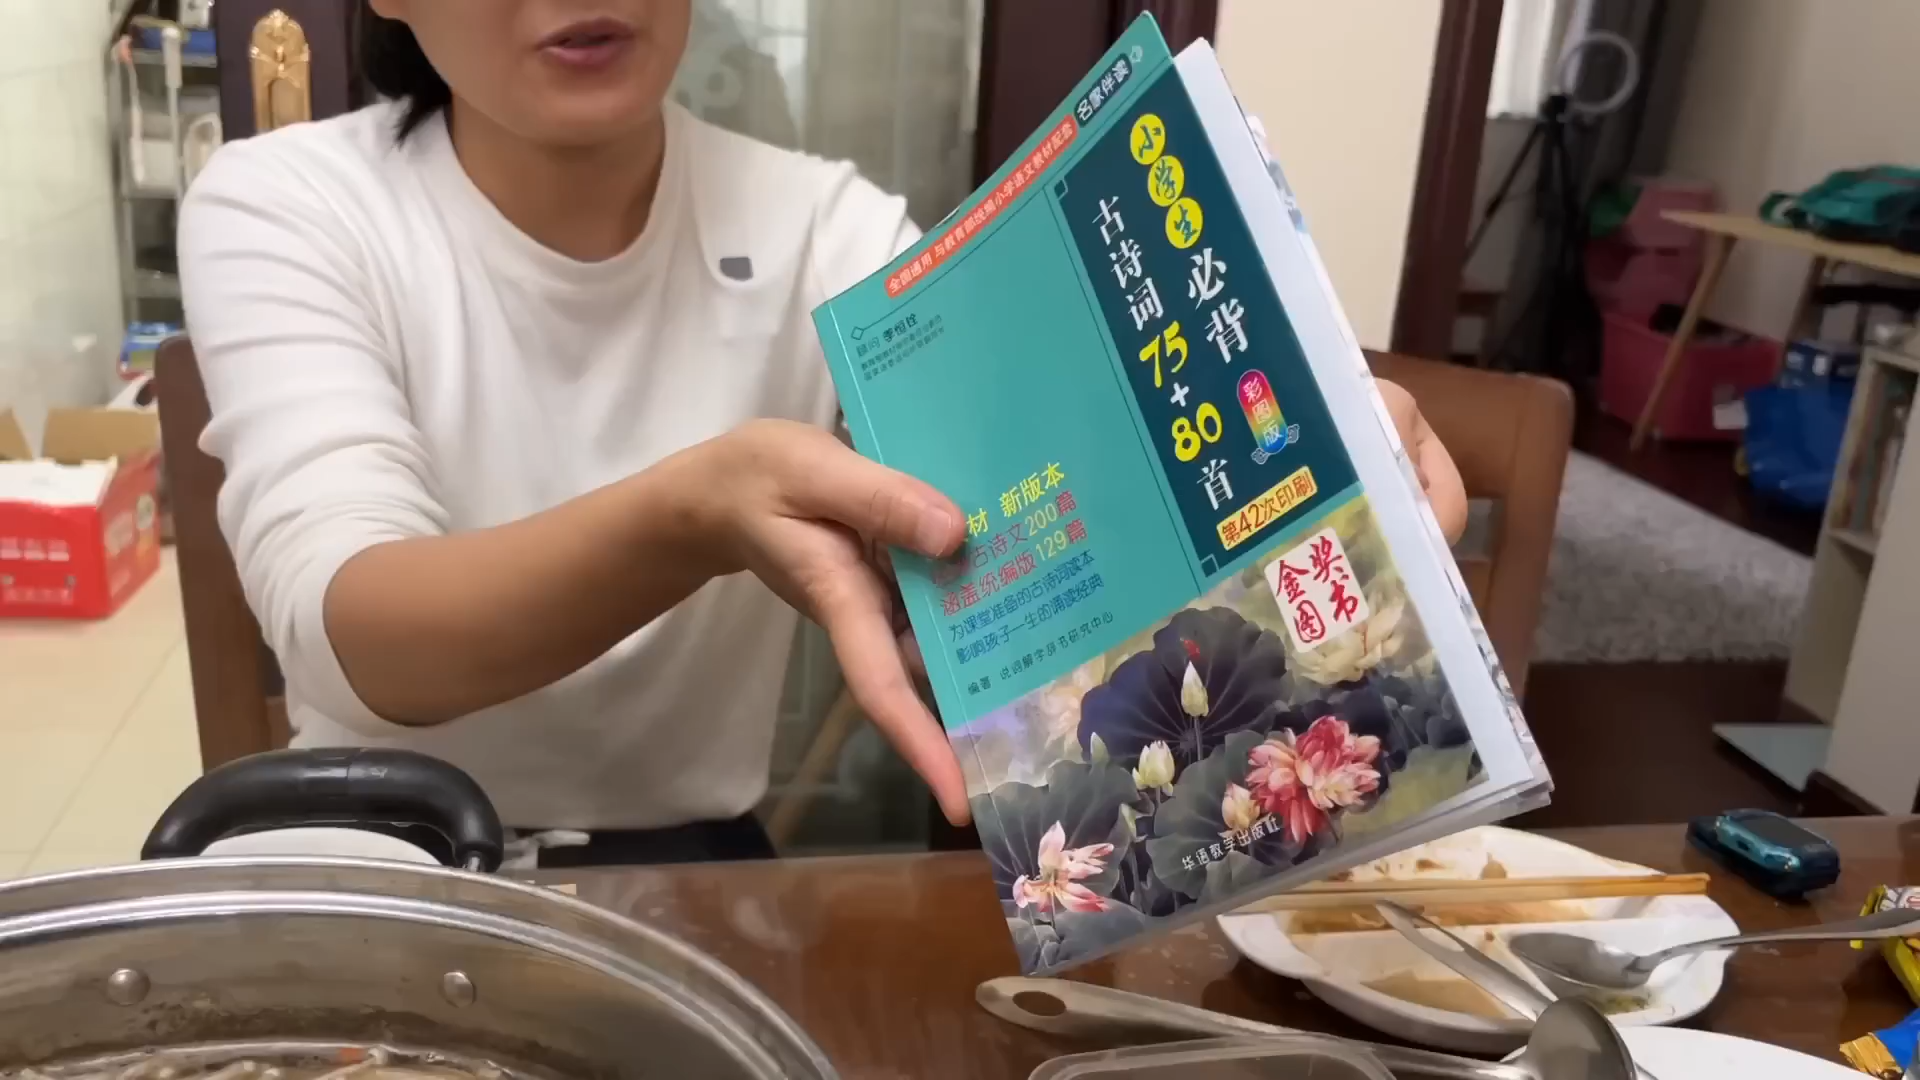 名家伴读
全国通用 与教育部统编小学语文教材配套
小学生必背
古诗词75+80首
彩图版
第42次印刷
顾问 李恒铨
材 新版本
古诗文200篇
涵盖统编版129篇
为课堂准备的古诗词读本
影响孩子一生的诵读经典
编著 说词解字辞书研究中心
金奖
图书
华语教学出版社